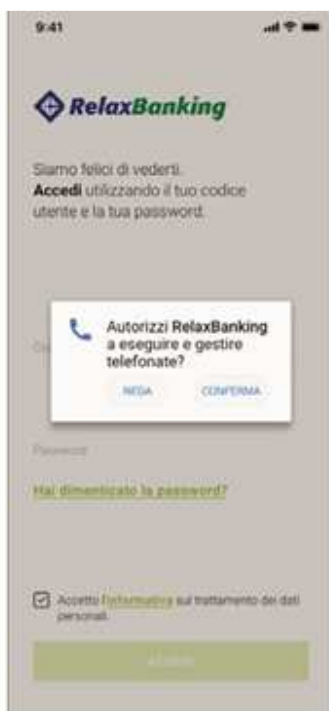 9:41
RelaxBanking
Siamo felici di vederti.
Accedi utilizzando il tuo codice
utente e la tua password.
Autorizzi RelaxBanking
a eseguire e gestire
telefonate?
NEGA CONFERMA
Password
Hai dimenticato la password?
Accetto l'informativa sul trattamento dei dati
personali.
ACCEDI